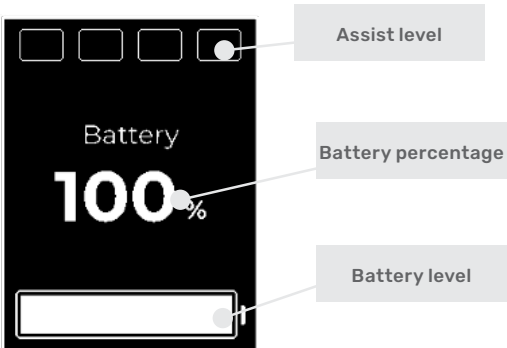 Assist level
Battery
100%
Battery percentage
Battery level